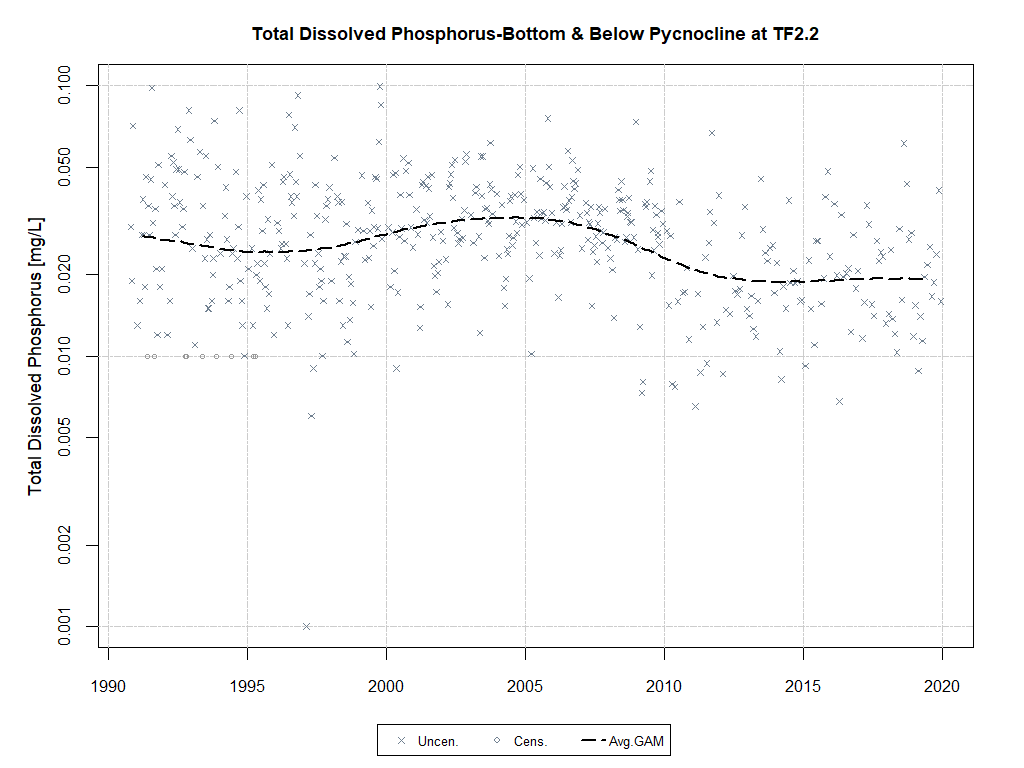 Total Dissolved Phosphorus-Bottom & Below Pycnocline at TF2.2
Total Dissolved Phosphorus [mg/L]
0.100
0.050
0.020
0.010
0.005
0.002
0.001
1990 1995 2000 2005 2010 2015 2020
Uncen. Cens. Avg.GAM